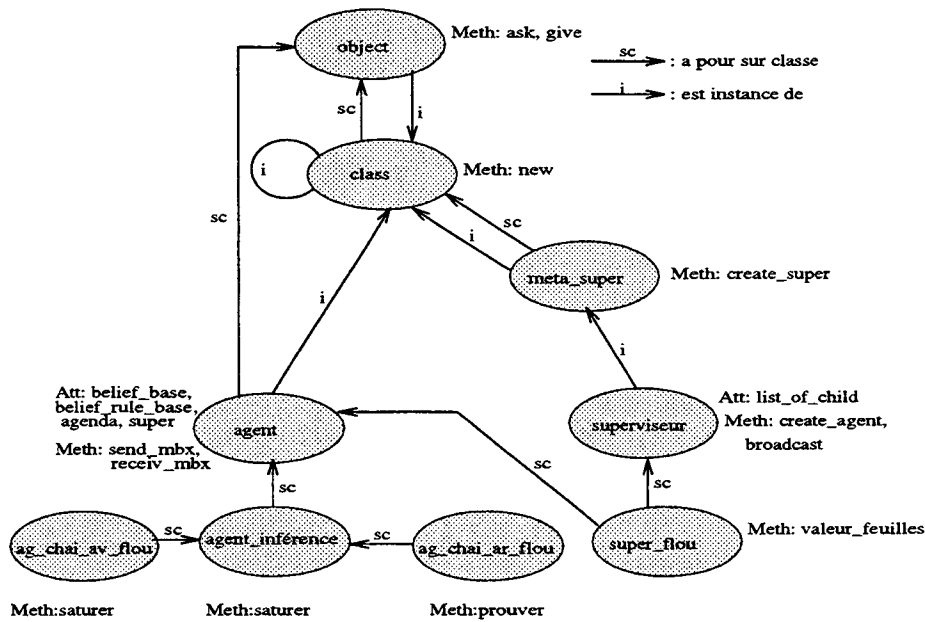 object
Meth: ask, give
sc
: a pour sur classe
i
: est instance de
sc
i
i
class
Meth: new
sc
sc
i
meta_super
Meth: create_super
i
i
Att: belief_base,
belief_rule_base,
agenda, super
Meth: send_mbx,
receiv_mbx
agent
superviseur
Att: list_of_child
Meth: create_agent,
broadcast
sc
sc
sc
ag_chai_av_flou
sc
agent_inférence
sc
ag_chai_ar_flou
super_flou
Meth: valeur_feuilles
Meth:saturer
Meth:saturer
Meth:prouver